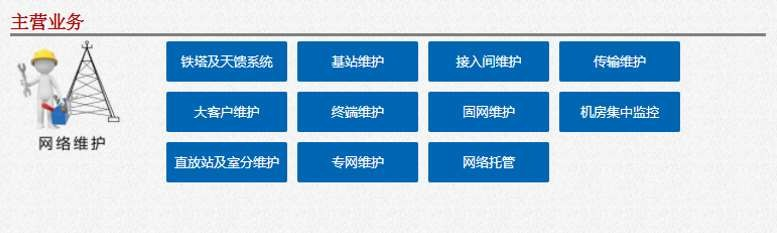 主营业务
铁塔及天馈系统 基站维护 接入间维护 传输维护
大客户维护 终端维护 固网维护 机房集中监控
网络维护
直放站及室分维护 专网维护 网络托管